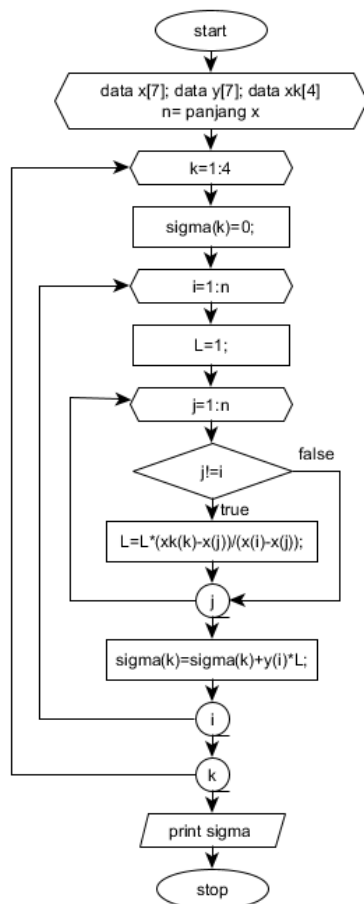 start
data x[7]; data y[7]; data xk[4]
n= panjang x
k=1:4
sigma(k)=0;
i=1:n
L=1;
j=1:n
j!=i
false
true
L=L*(xk(k)-x(j))/(x(i)-x(j));
j
sigma(k)=sigma(k)+y(i)*L;
i
k
print sigma
stop